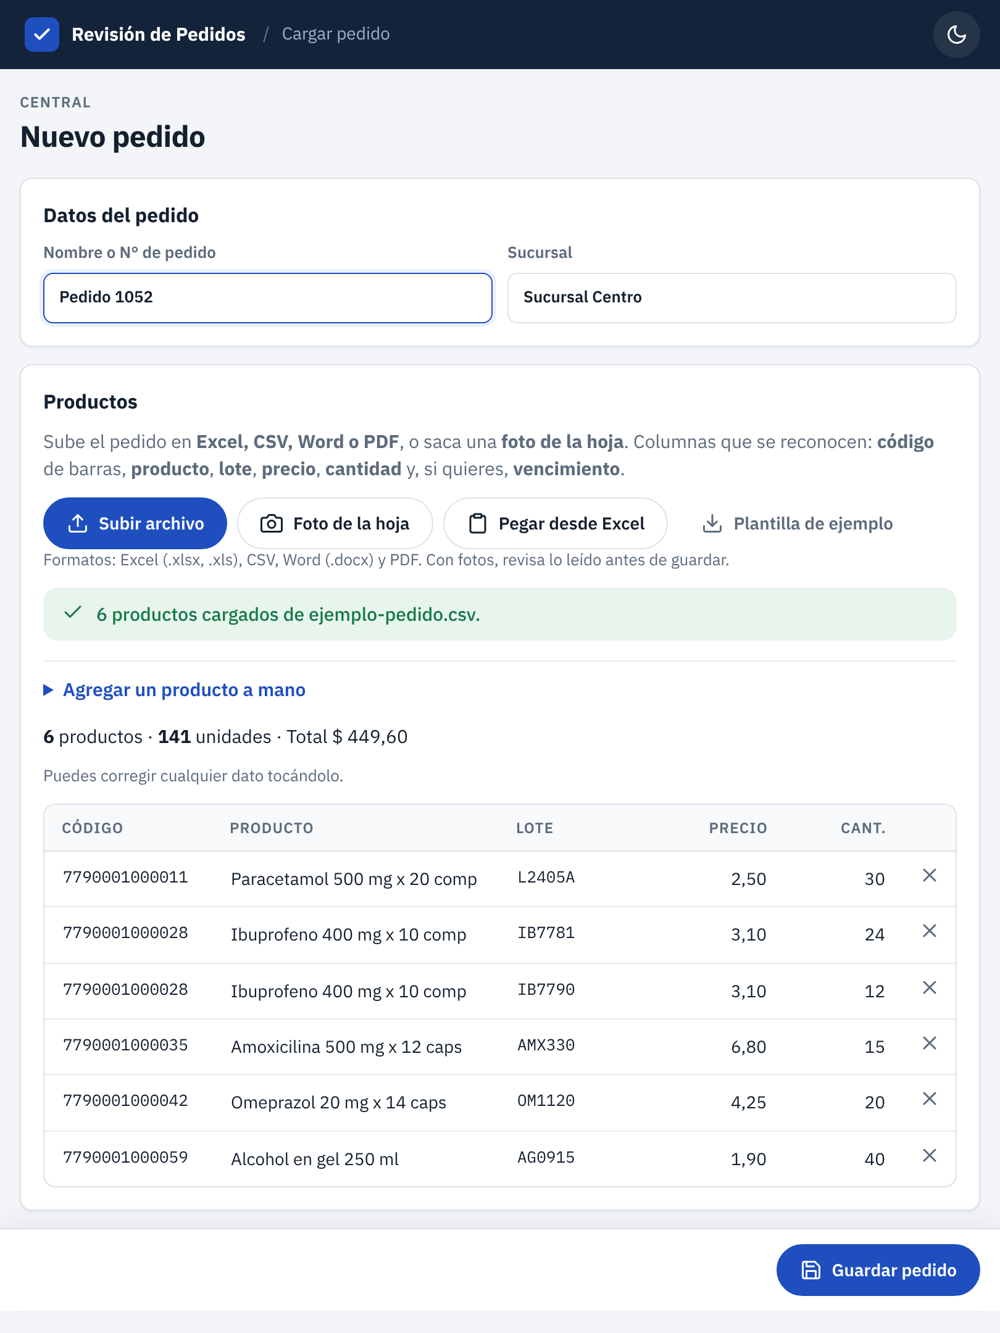 Revisión de Pedidos / Cargar pedido
CENTRAL
Nuevo pedido
Datos del pedido
Nombre o N° de pedido Sucursal
Pedido 1052 Sucursal Centro
Productos
Sube el pedido en Excel, CSV, Word o PDF, o saca una foto de la hoja. Columnas que se reconocen: código
de barras, producto, lote, precio, cantidad y, si quieres, vencimiento.
Subir archivo Foto de la hoja Pegar desde Excel Plantilla de ejemplo
Formatos: Excel (.xlsx, .xls), CSV, Word (.docx) y PDF. Con fotos, revisa lo leído antes de guardar.
6 productos cargados de ejemplo-pedido.csv.
Agregar un producto a mano
6 productos · 141 unidades · Total $ 449,60
Puedes corregir cualquier dato tocándolo.
CÓDIGO PRODUCTO LOTE PRECIO CANT.
7790001000011 Paracetamol 500 mg x 20 comp L2405A 2,50 30
7790001000028 Ibuprofeno 400 mg x 10 comp IB7781 3,10 24
7790001000028 Ibuprofeno 400 mg x 10 comp IB7790 3,10 12
7790001000035 Amoxicilina 500 mg x 12 caps AMX330 6,80 15
7790001000042 Omeprazol 20 mg x 14 caps OM1120 4,25 20
7790001000059 Alcohol en gel 250 ml AG0915 1,90 40
Guardar pedido